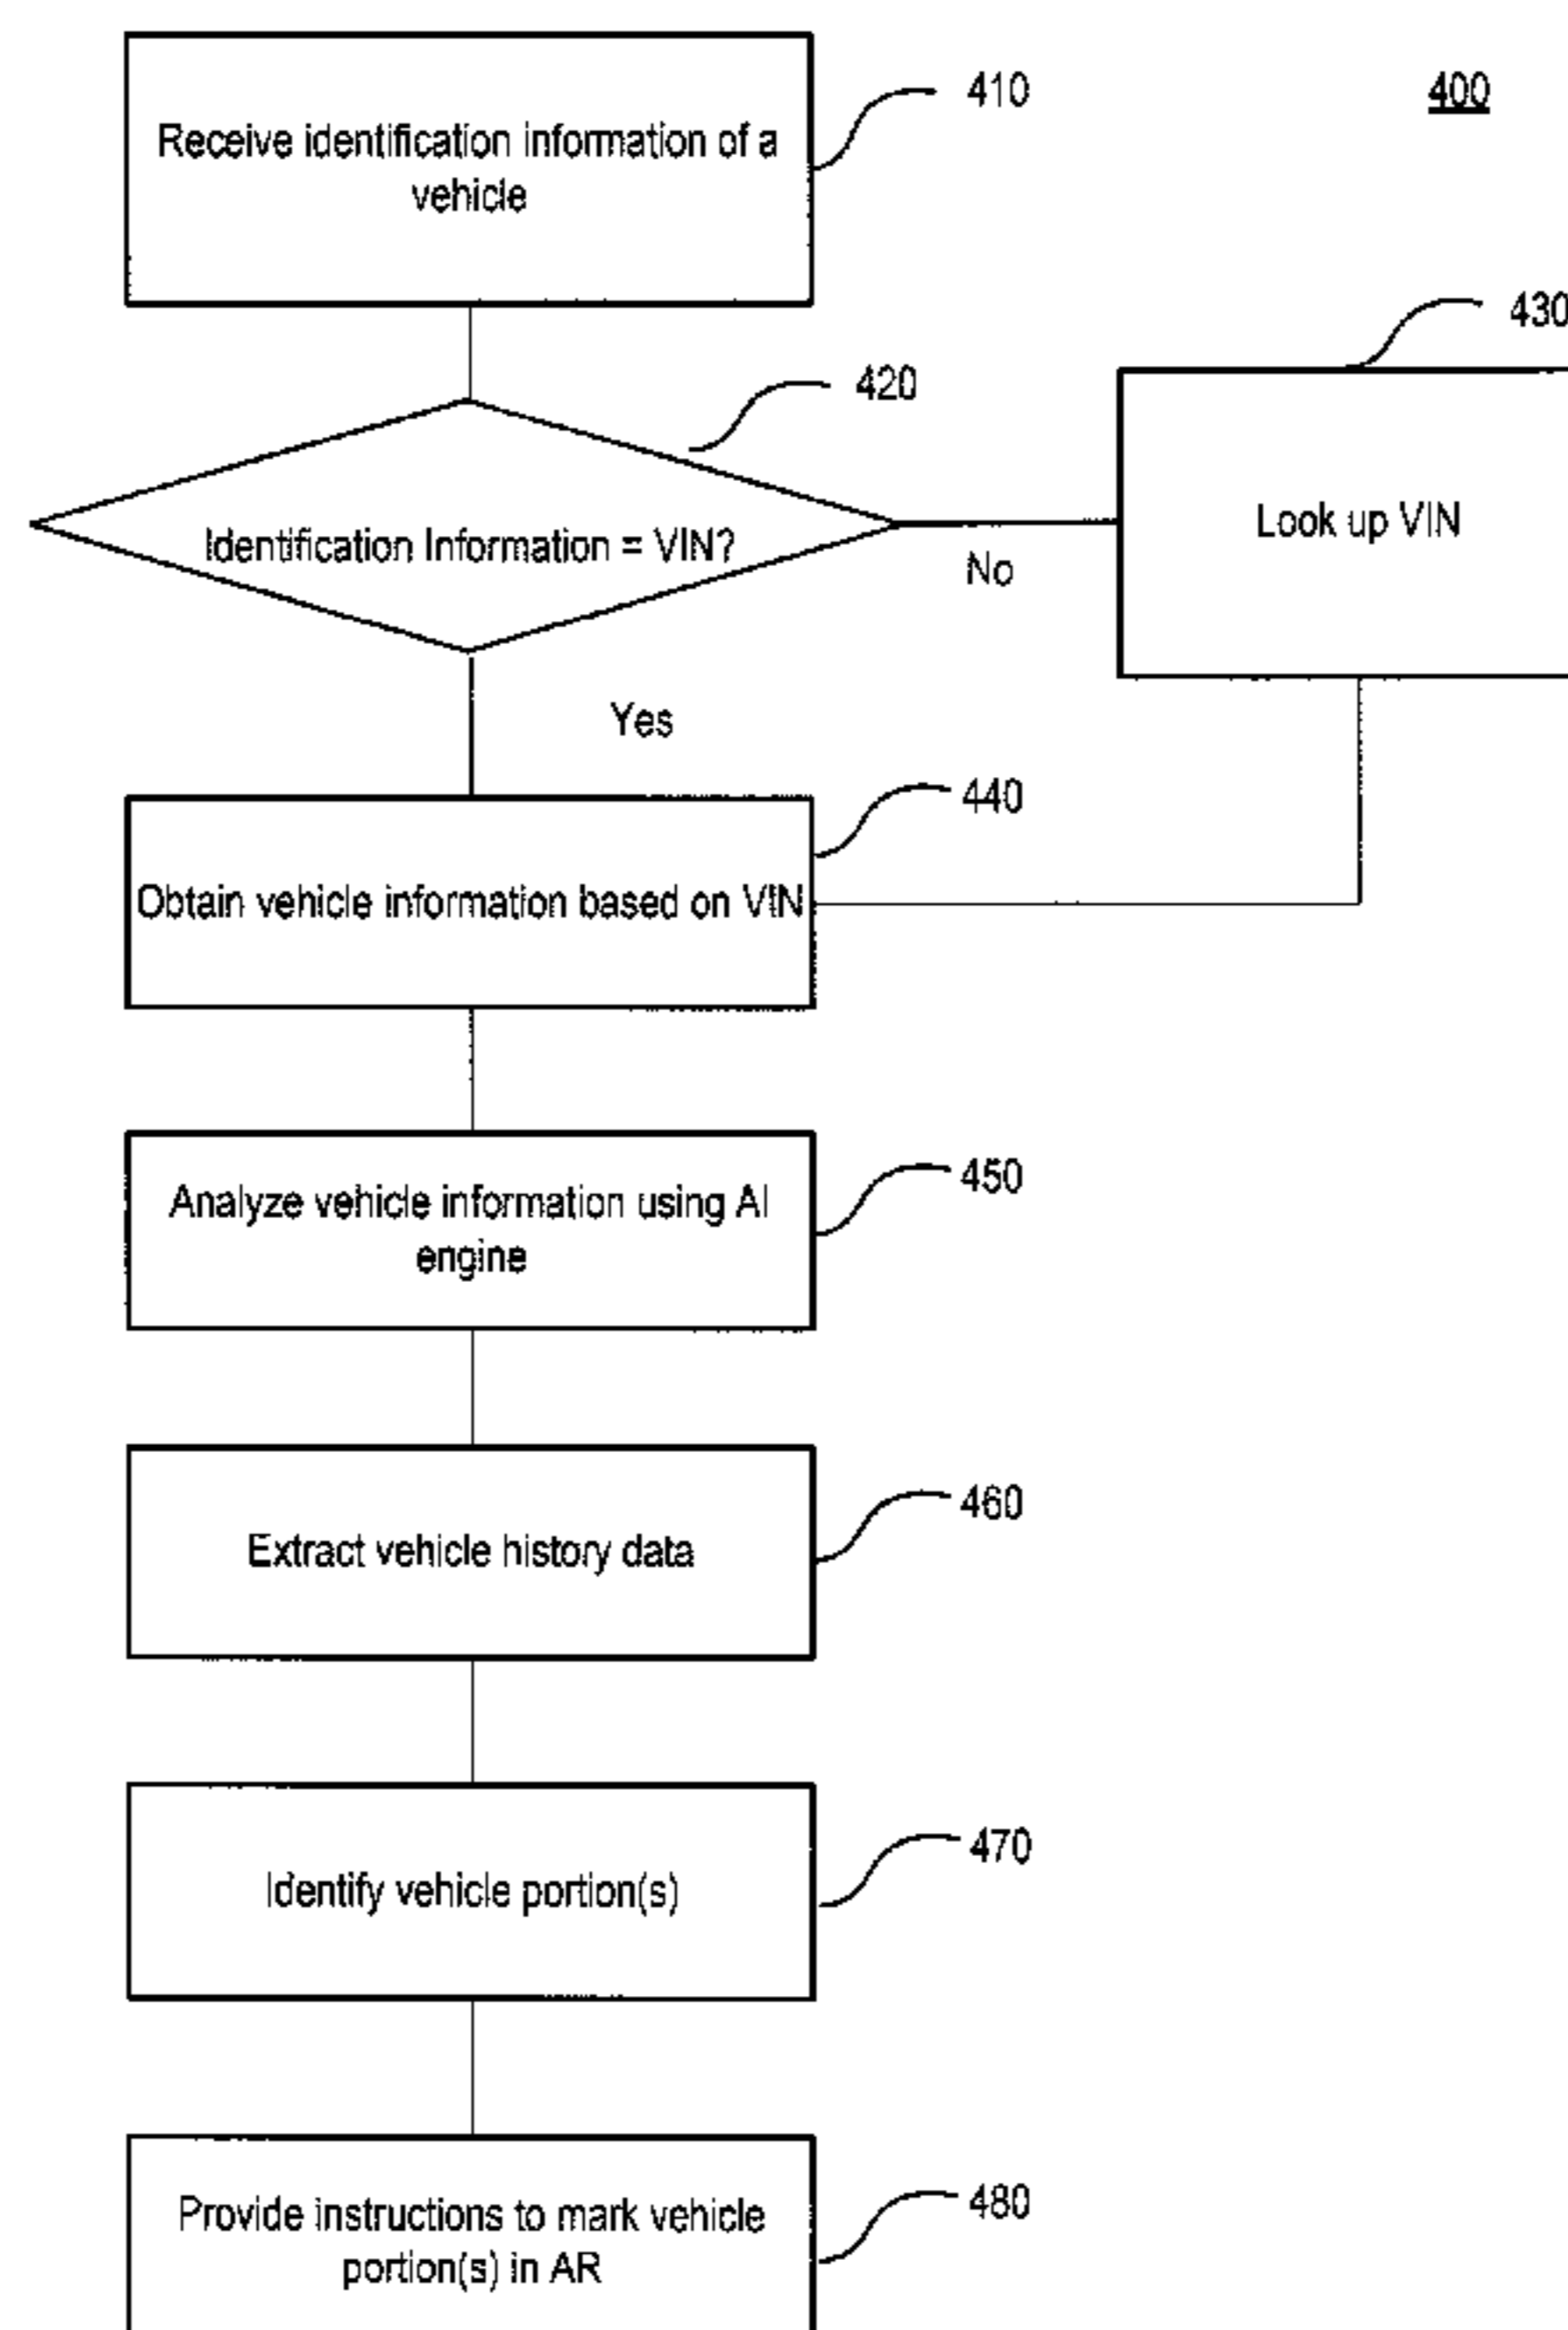 400
410
Receive identification information of a
vehicle
420
Identification Information = VIN?
No
430
Look up VIN
Yes
440
Obtain vehicle information based on VIN
450
Analyze vehicle information using AI
engine
460
Extract vehicle history data
470
Identify vehicle portion(s)
480
Provide instructions to mark vehicle
portion(s) in AR